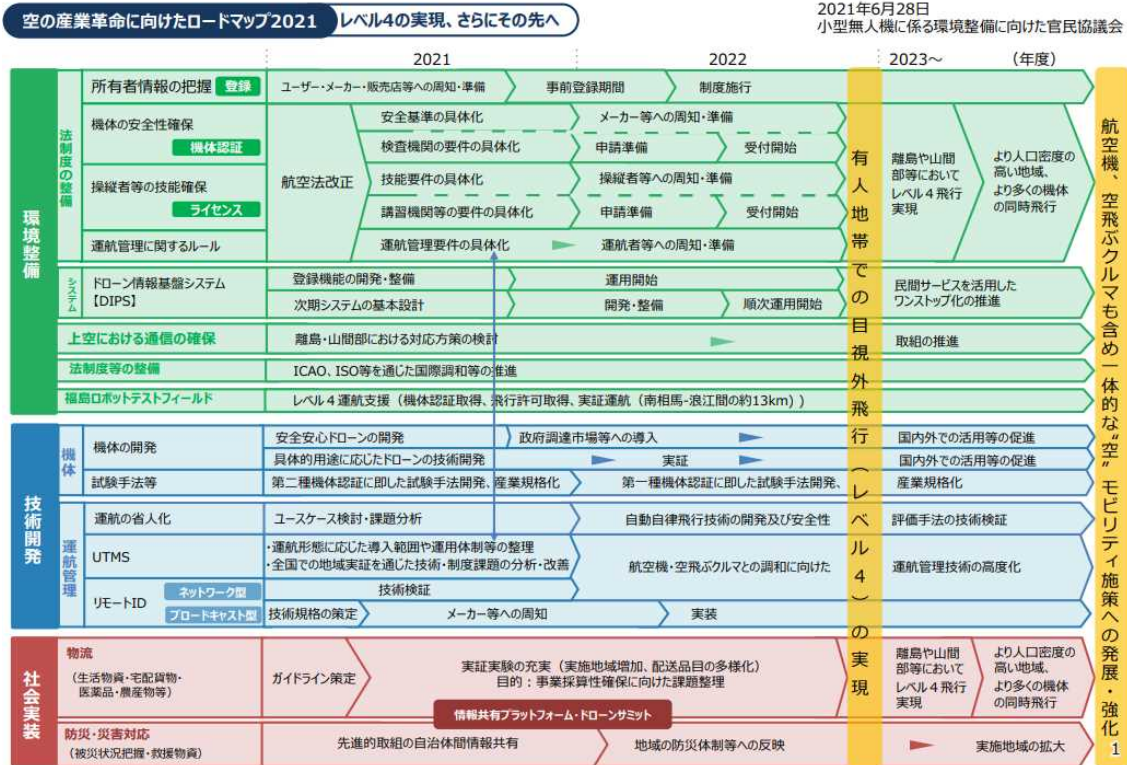 空の産業革命に向けたロードマップ2021
レベル4の実現、さらにその先へ
2021年6月28日
小型無人機に係る環境整備に向けた官民協議会
2021
2022
2023～
（年度）
環境整備
法制度の整備
所有者情報の把握 登録
ユーザー・メーカー・販売店等への周知・準備
事前登録期間
制度施行
機体の安全性確保
機体認証
航空法改正
安全基準の具体化
メーカー等への周知・準備
検査機関の要件の具体化
申請準備
受付開始
操縦者等の技能確保
ライセンス
技能要件の具体化
操縦者等への周知・準備
講習機関等の要件の具体化
申請準備
受付開始
運航管理に関するルール
運航管理要件の具体化
運航者等への周知・準備
離島や山間
部等において
レベル4飛行
実現
より人口密度の
高い地域、
より多くの機体
の同時飛行
システム
ドローン情報基盤システム
【DIPS】
登録機能の開発・整備
運用開始
次期システムの基本設計
開発・整備
順次運用開始
民間サービスを活用した
ワンストップ化の推進
上空における通信の確保
離島・山間部における対応方策の検討
取組の推進
法制度等の整備
ICAO、ISO等を通じた国際調和等の推進
福島ロボットテストフィールド
レベル4運航支援（機体認証取得、飛行許可取得、実証運航（南相馬-浪江間の約13km））
技術開発
機体
機体の開発
安全安心ドローンの開発
政府調達市場等への導入
国内外での活用等の促進
具体的用途に応じたドローンの技術開発
実証
国内外での活用等の促進
試験手法等
第二種機体認証に即した試験手法開発、産業規格化
第一種機体認証に即した試験手法開発、
産業規格化
運航管理
運航の省人化
ユースケース検討・課題分析
自動自律飛行技術の開発及び安全性
評価手法の技術検証
UTMS
・運航形態に応じた導入範囲や運用体制等の整理
・全国での地域実証を通じた技術・制度課題の分析・改善
航空機・空飛ぶクルマとの調和に向けた
運航管理技術の高度化
リモートID
ネットワーク型
技術検証
ブロードキャスト型
技術規格の策定
メーカー等への周知
実装
社会実装
物流
（生活物資・宅配貨物・
医薬品・農産物等）
ガイドライン策定
実証実験の充実（実施地域増加、配送品目の多様化）
目的：事業採算性確保に向けた課題整理
離島や山間
部等において
レベル4飛行
実現
より人口密度の
高い地域、
より多くの機体
の同時飛行
情報共有プラットフォーム・ドローンサミット
防災・災害対応
（被災状況把握・救援物資）
先進的取組の自治体間情報共有
地域の防災体制等への反映
実施地域の拡大
有人地帯での目視外飛行（レベル4）の実現
航空機、空飛ぶクルマも含め一体的な“空”モビリティ施策への発展・強化
1